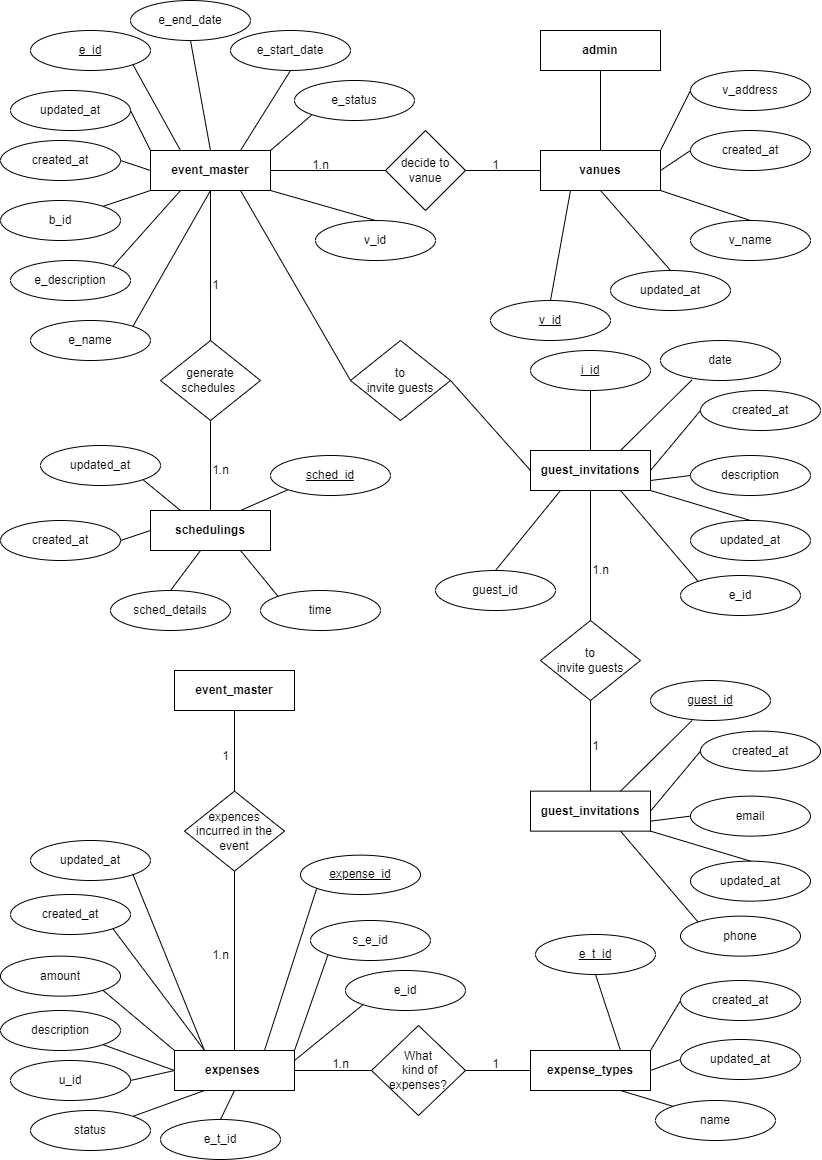 e_end_date
e_id
e_start_date
admin
v_address
e_status
updated_at
created_at
event_master
1.n
decide to
vanue
1
vanues
created_at
b_id
v_id
v_name
e_description
1
updated_at
e_name
v_id
generate
schedules
to
invite guests
i_id
date
created_at
updated_at
1.n
sched_id
guest_invitations
description
schedulings
created_at
updated_at
sched_details
time
guest_id
1.n
e_id
to
invite guests
event_master
guest_id
1
1
created_at
guest_invitations
email
expences
incurred in the
event
updated_at
expense_id
updated_at
created_at
s_e_id
phone
1.n
e_t_id
amount
e_id
created_at
description
u_id
expenses
1.n
What
kind of
expenses?
1
expense_types
updated_at
status
e_t_id
name